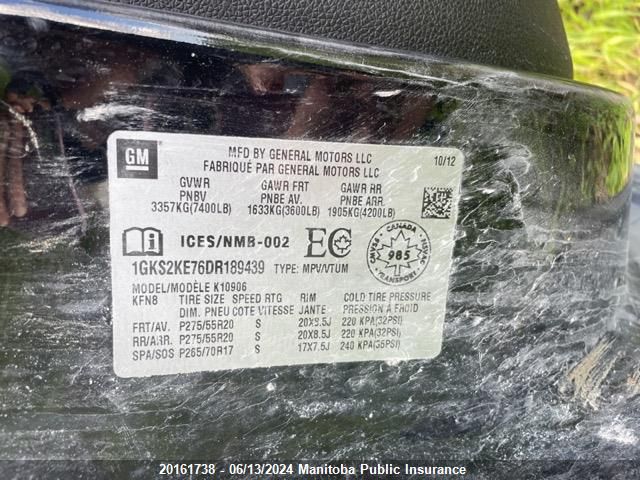 GM
MFD BY GENERAL MOTORS LLC 10/12
FABRIQUÉ PAR GENERAL MOTORS LLC
GVWR GAWR FRT GAWR RR
PNBV PNBE AV. PNBE ARR.
3357KG(7400LB) 1633KG(3600LB) 1905KG(4200LB)
ICES/NMB-002 EC CANADA 985
1GKS2KE76DR189439 TYPE: MPV/VTUM
MODEL/MODÈLE K10906
KFN8 TIRE SIZE SPEED RTG RIM COLD TIRE PRESSURE
DIM. PNEU COTE VITESSE JANTE PRESSION À FROID
FRT/AV. P275/55R20 S 20X8.5J 220 KPA(32PSI)
RR/ARR. P275/55R20 S 20X8.5J 220 KPA(32PSI)
SPA/SOS P265/70R17 S 17X7.5J 240 KPA(35PSI)
20161738 - 06/13/2024 Manitoba Public Insurance